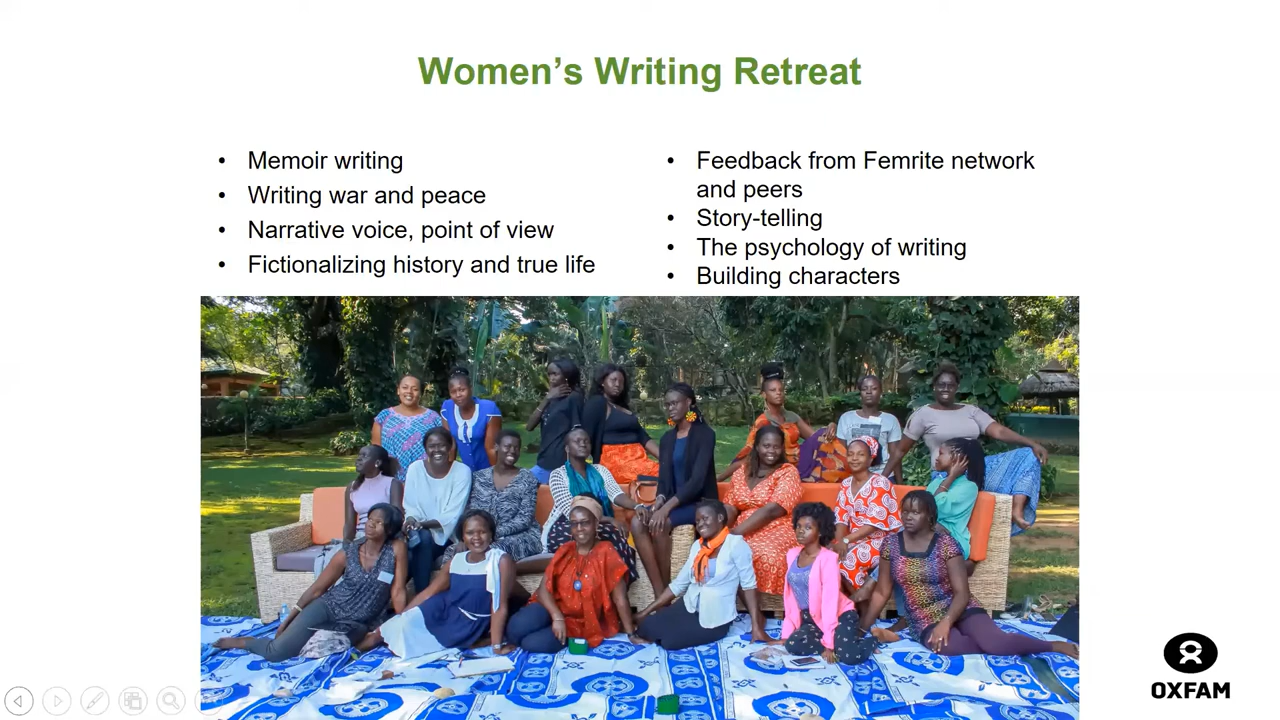 Women’s Writing Retreat
• Memoir writing
• Writing war and peace
• Narrative voice, point of view
• Fictionalizing history and true life
• Feedback from Femrite network
and peers
• Story-telling
• The psychology of writing
• Building characters
OXFAM